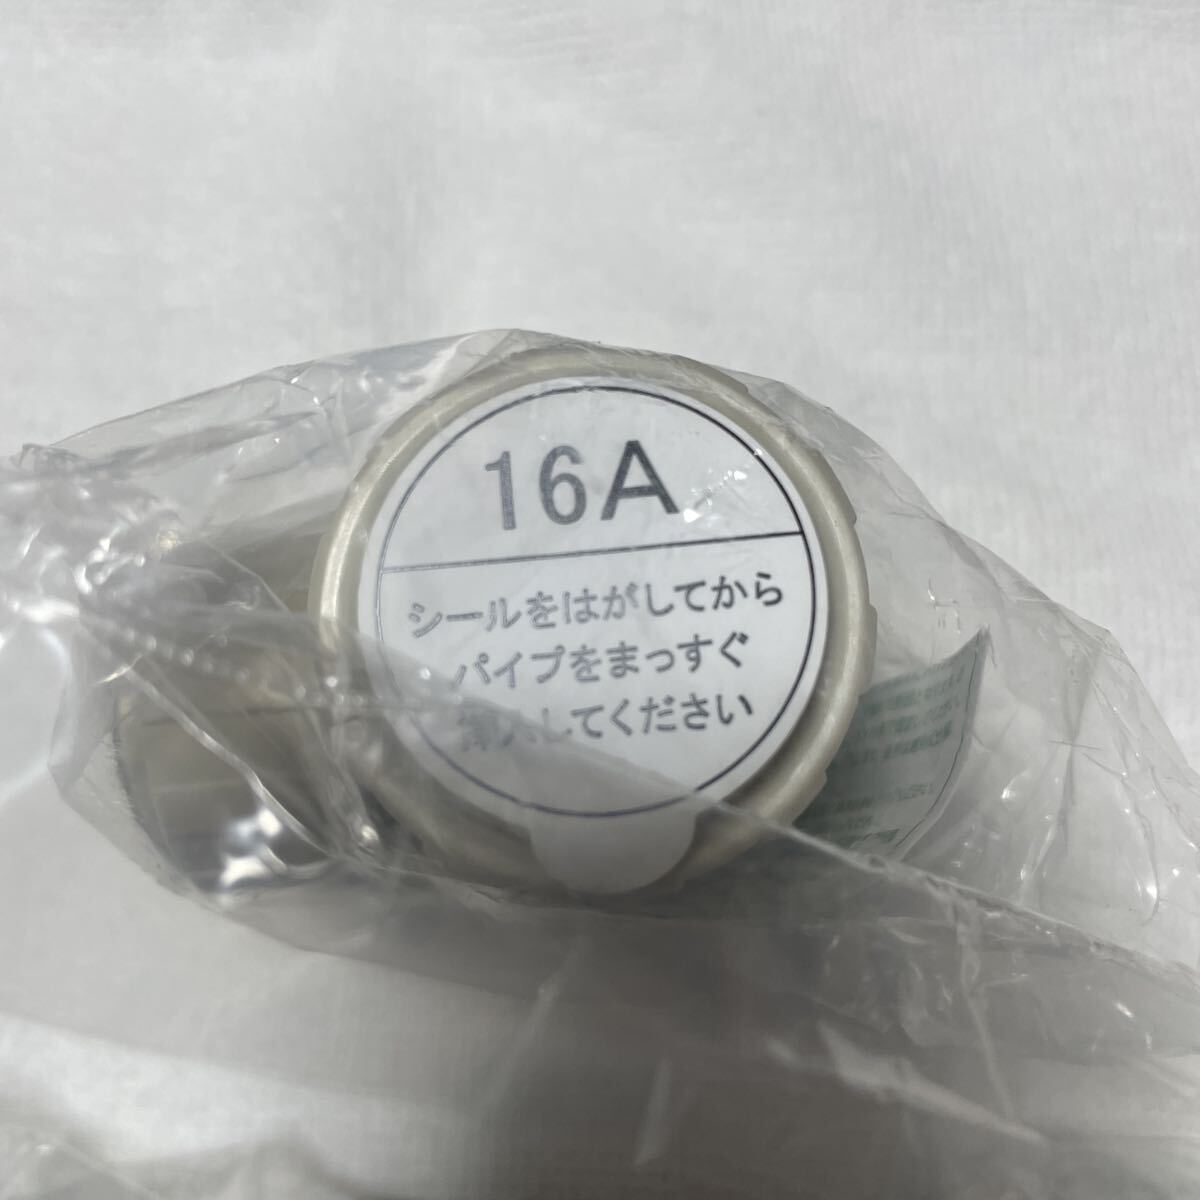 16A
シールをはがしてから
パイプをまっすぐ
挿入してください